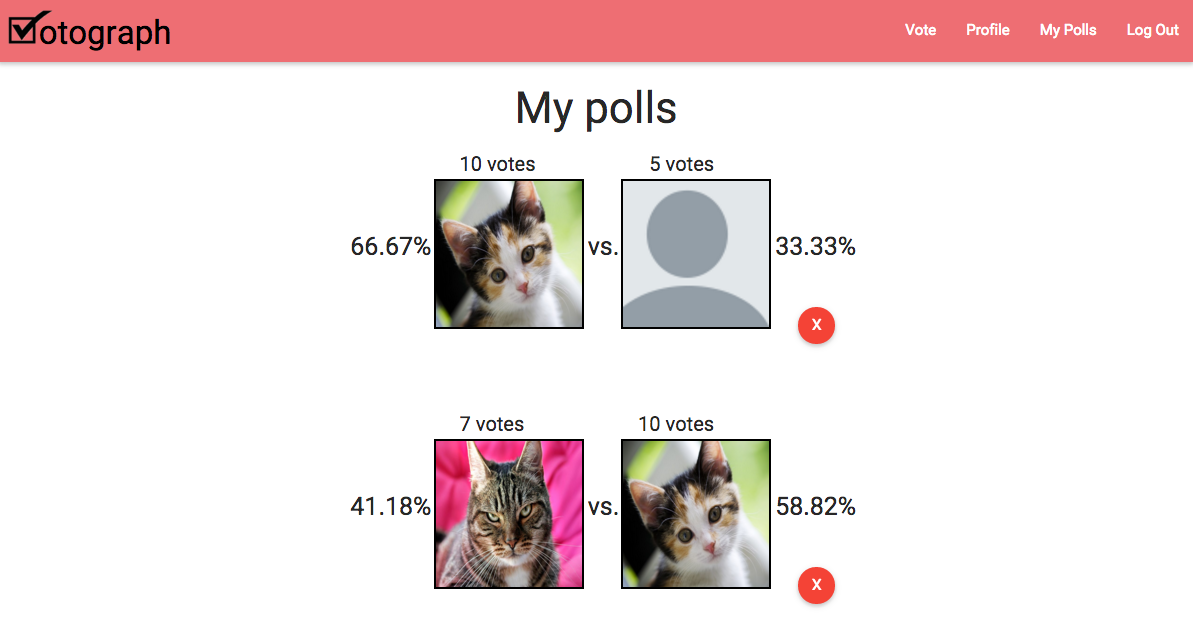 Votograph
Vote Profile My Polls Log Out
My polls
10 votes 5 votes
66.67% vs. 33.33%
X
7 votes 10 votes
41.18% vs. 58.82%
X